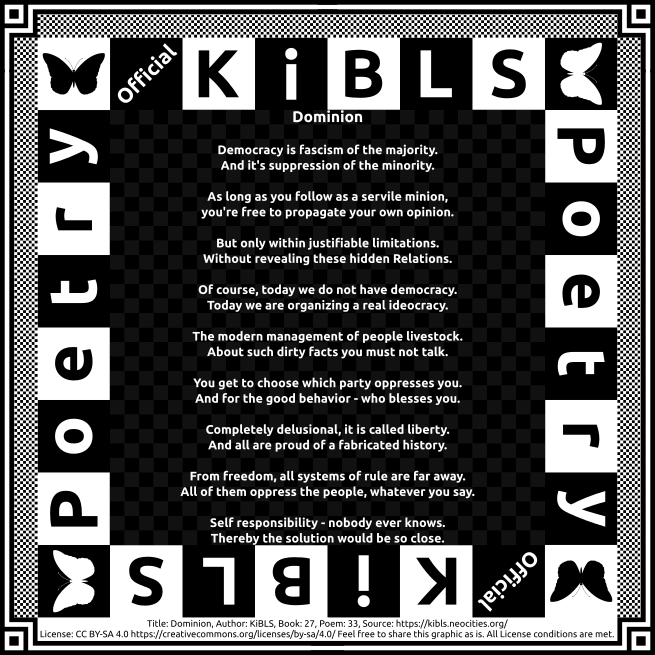 Official KiBLS
Poetry
Poetry
Dominion
Democracy is fascism of the majority.
And it's suppression of the minority.
As long as you follow as a servile minion,
you're free to propagate your own opinion.
But only within justifiable limitations.
Without revealing these hidden Relations.
Of course, today we do not have democracy.
Today we are organizing a real ideocracy.
The modern management of people livestock.
About such dirty facts you must not talk.
You get to choose which party oppresses you.
And for the good behavior - who blesses you.
Completely delusional, it is called liberty.
And all are proud of a fabricated history.
From freedom, all systems of rule are far away.
All of them oppress the people, whatever you say.
Self responsibility - nobody ever knows.
Thereby the solution would be so close.
Official KiBLS
Title: Dominion, Author: KiBLS, Book: 27, Poem: 33, Source: https://kibls.neocities.org/
License: CC BY-SA 4.0 https://creativecommons.org/licenses/by-sa/4.0/ Feel free to share this graphic as is. All License conditions are met.